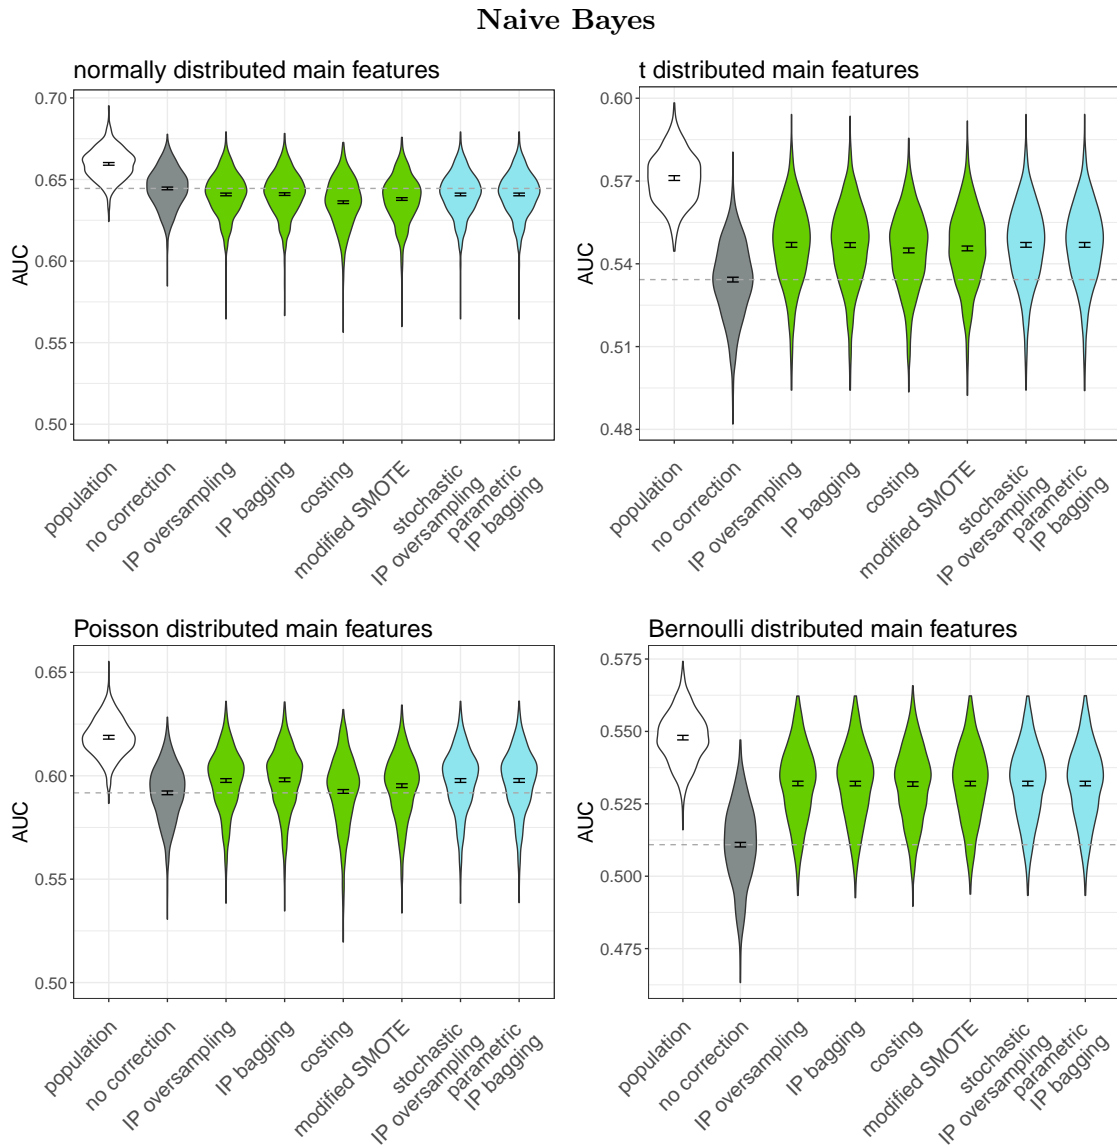 Naive Bayes
normally distributed main features
AUC
0.70
0.65
0.60
0.55
0.50
population
no correction
IP oversampling
IP bagging
costing
modified SMOTE
stochastic
IP oversampling
parametric
IP bagging
t distributed main features
AUC
0.60
0.57
0.54
0.51
0.48
population
no correction
IP oversampling
IP bagging
costing
modified SMOTE
stochastic
IP oversampling
parametric
IP bagging
Poisson distributed main features
AUC
0.65
0.60
0.55
0.50
population
no correction
IP oversampling
IP bagging
costing
modified SMOTE
stochastic
IP oversampling
parametric
IP bagging
Bernoulli distributed main features
AUC
0.575
0.550
0.525
0.500
0.475
population
no correction
IP oversampling
IP bagging
costing
modified SMOTE
stochastic
IP oversampling
parametric
IP bagging